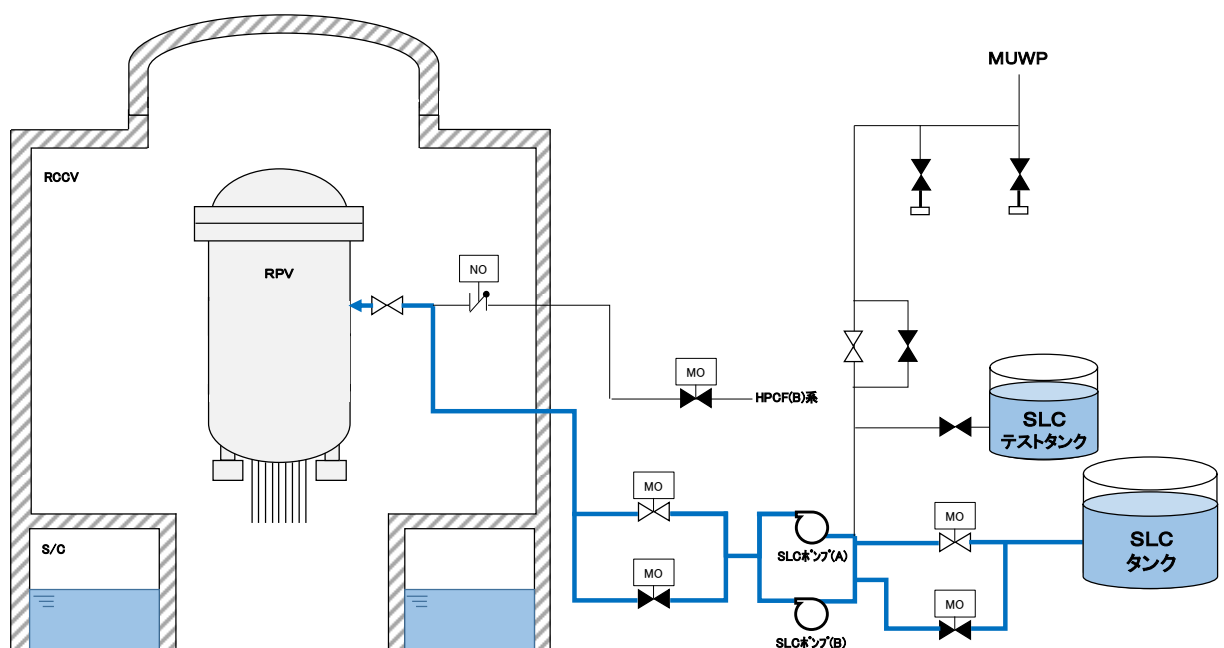 MUWP
RCCV
RPV
NO
MO
HPCF(B)系
SLC
テストタンク
MO
MO
SLCﾎﾟﾝﾌﾟ(A)
SLC
タンク
S/C
MO
MO
SLCﾎﾟﾝﾌﾟ(B)